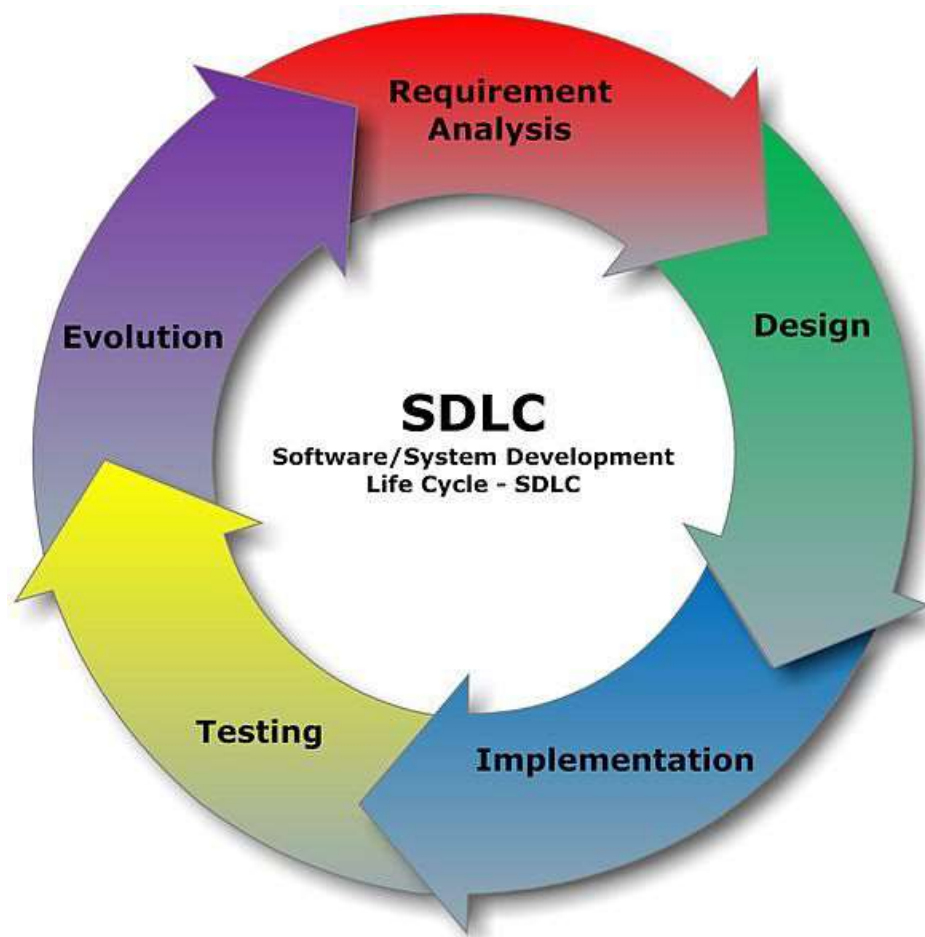 Requirement
Analysis
Design
Evolution
SDLC
Software/System Development
Life Cycle - SDLC
Testing
Implementation